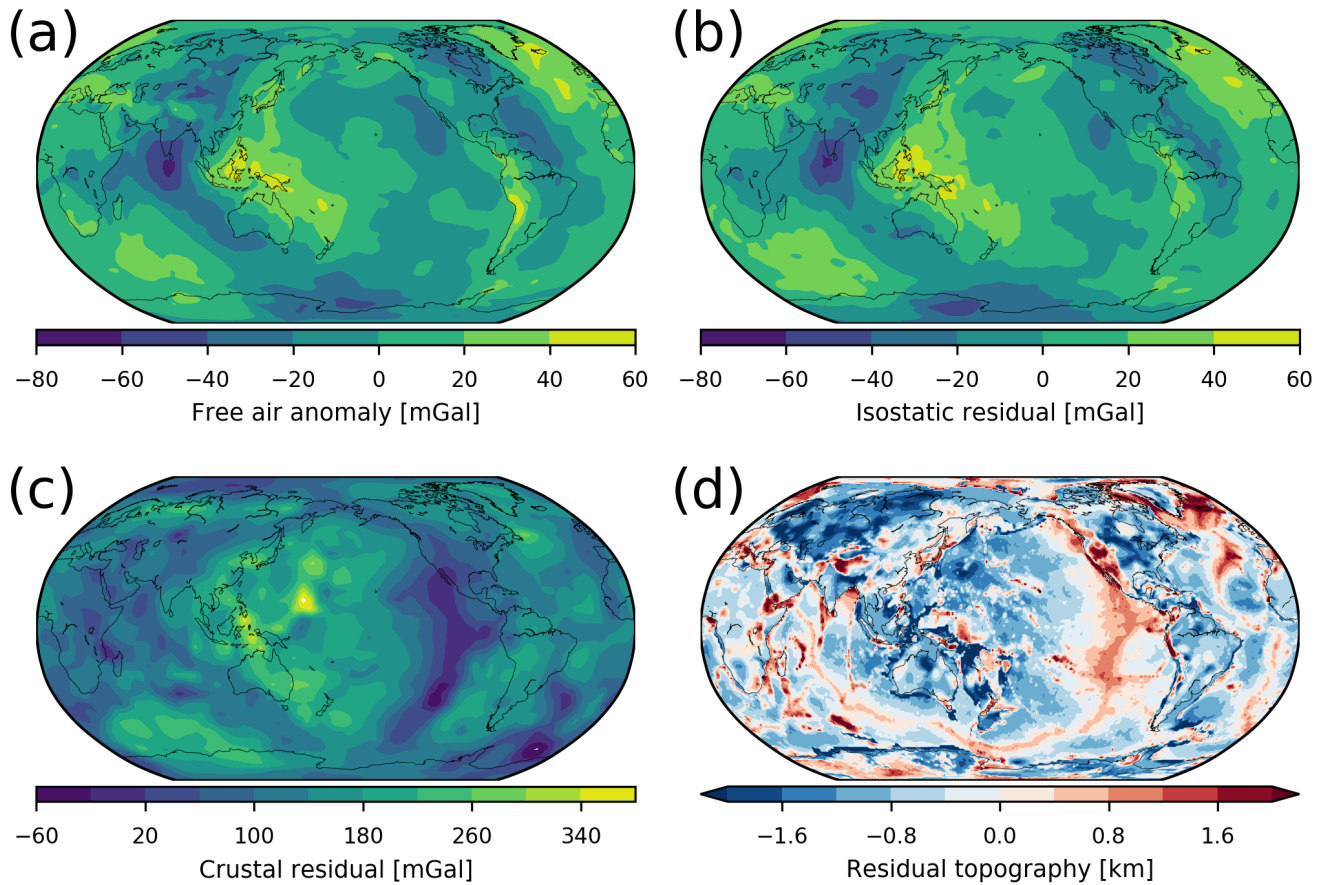 (a)
(b)
−80 −60 −40 −20 0 20 40 60
Free air anomaly [mGal]
−80 −60 −40 −20 0 20 40 60
Isostatic residual [mGal]
(c)
(d)
−60 20 100 180 260 340
Crustal residual [mGal]
−1.6 −0.8 0.0 0.8 1.6
Residual topography [km]